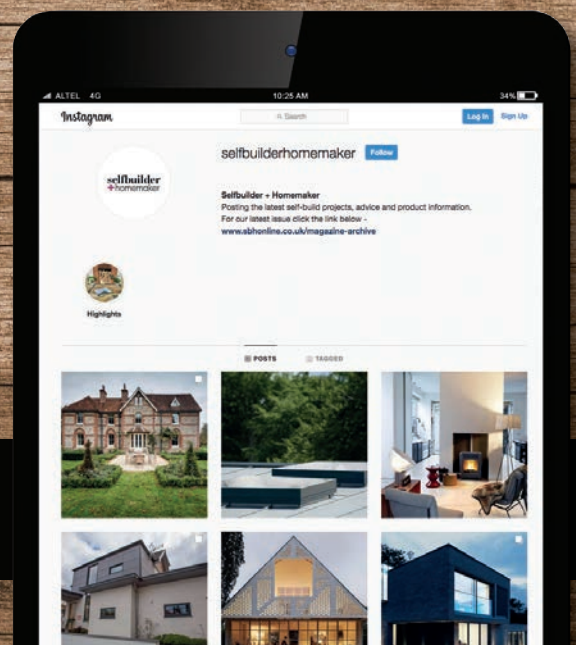 ALTEL 4G 10:25 AM 34%
Instagram Search Log In Sign Up
selfbuilderhomemaker Follow
selfbuilder
+homemaker
Selfbuilder + Homemaker
Posting the latest self-build projects, advice and product information.
For our latest issue click the link below -
www.sbhonline.co.uk/magazine-archive
Highlights
POSTS TAGGED